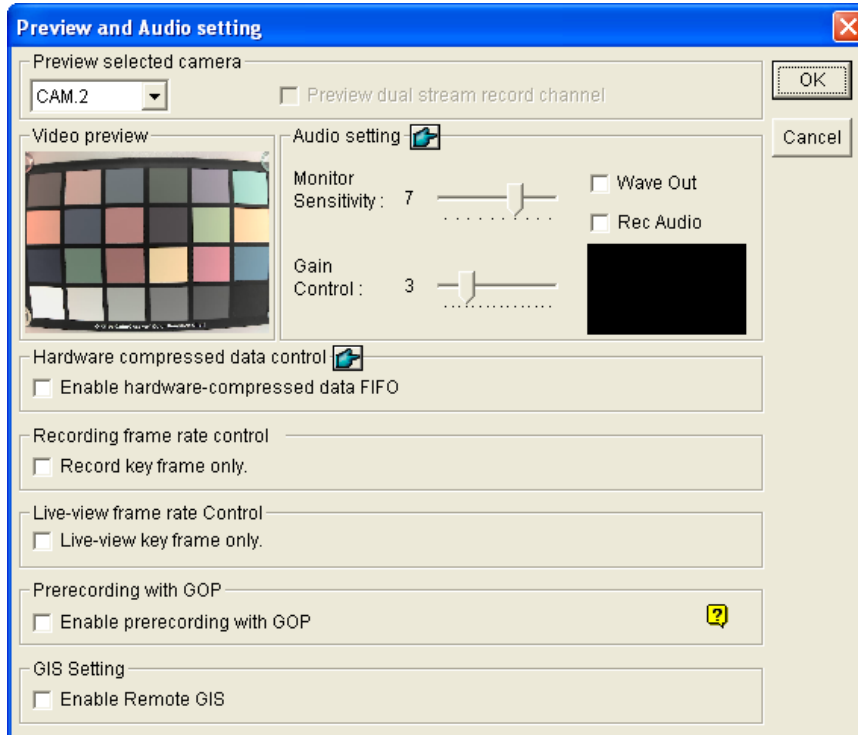 Preview and Audio setting
Preview selected camera
CAM.2
Preview dual stream record channel
OK
Cancel
Video preview
Audio setting
Monitor
Sensitivity : 7
Wave Out
Rec Audio
Gain
Control : 3
Hardware compressed data control
Enable hardware-compressed data FIFO
Recording frame rate control
Record key frame only.
Live-view frame rate Control
Live-view key frame only.
Prerecording with GOP
Enable prerecording with GOP
?
GIS Setting
Enable Remote GIS